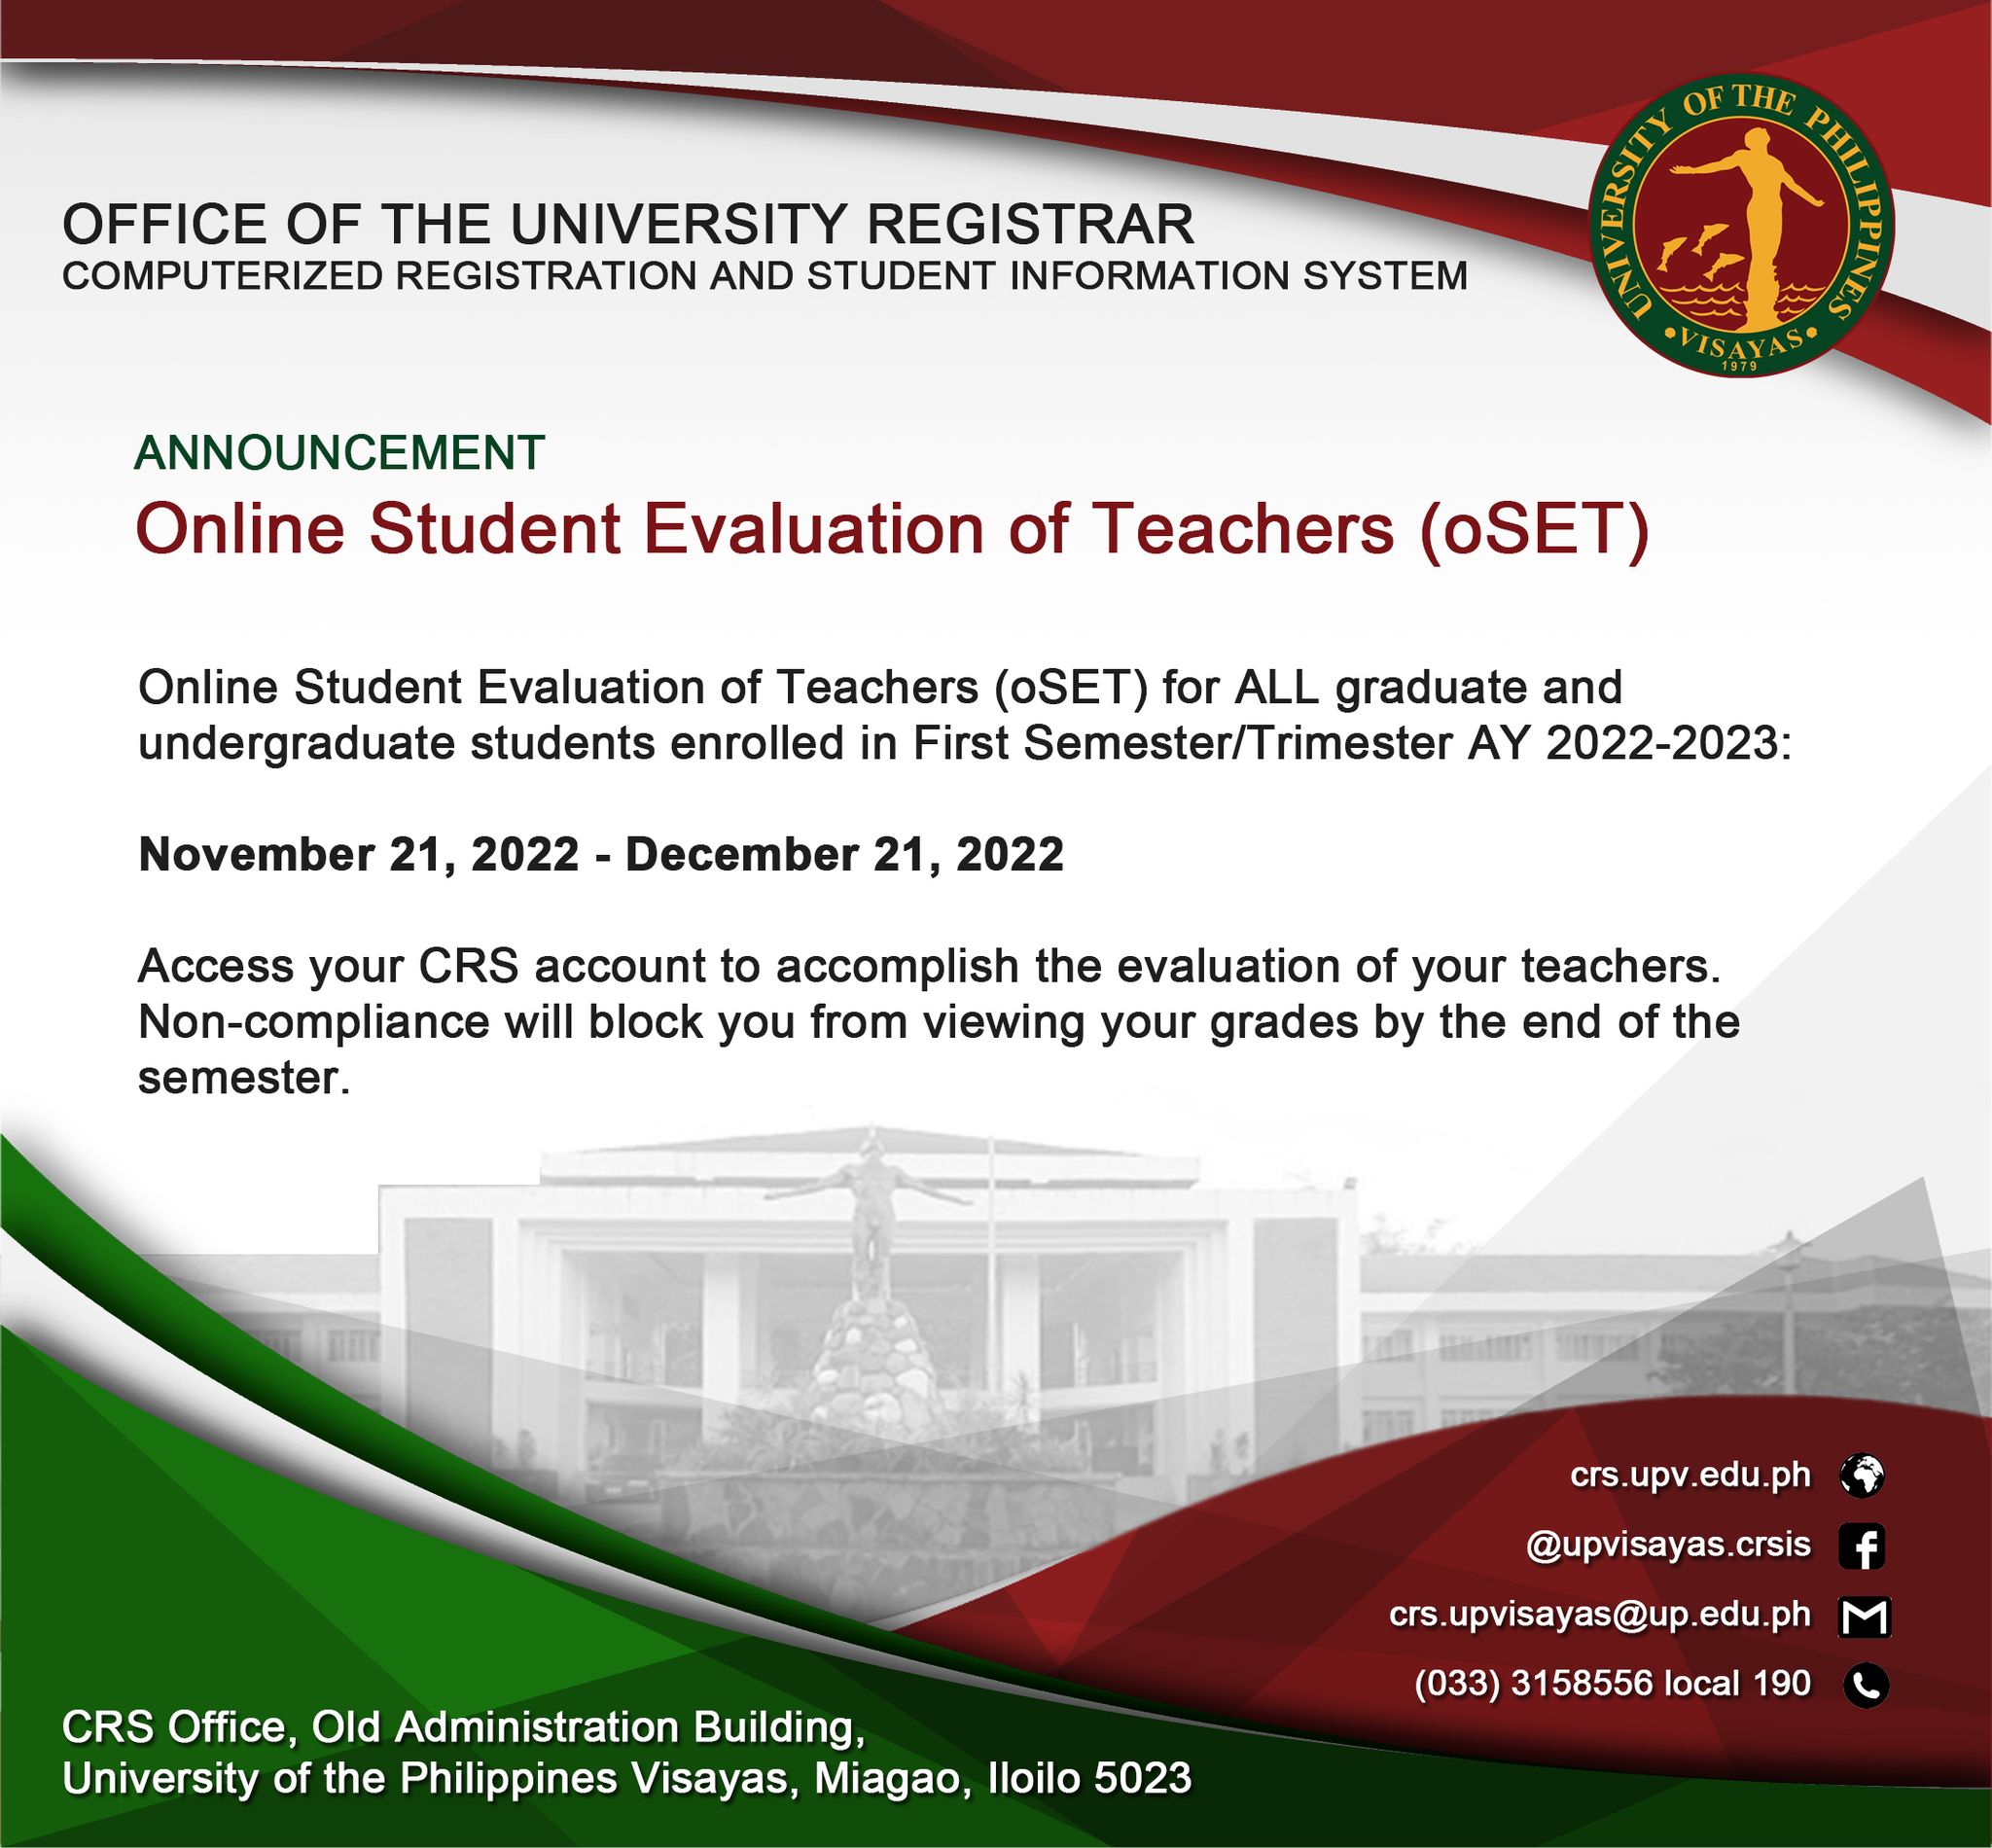 UNIVERSITY OF THE PHILIPPINES
VISAYAS
1979
OFFICE OF THE UNIVERSITY REGISTRAR
COMPUTERIZED REGISTRATION AND STUDENT INFORMATION SYSTEM
ANNOUNCEMENT
Online Student Evaluation of Teachers (oSET)
Online Student Evaluation of Teachers (oSET) for ALL graduate and
undergraduate students enrolled in First Semester/Trimester AY 2022-2023:
November 21, 2022 - December 21, 2022
Access your CRS account to accomplish the evaluation of your teachers.
Non-compliance will block you from viewing your grades by the end of the
semester.
crs.upv.edu.ph
@upvisayas.crsis
crs.upvisayas@up.edu.ph
(033) 3158556 local 190
CRS Office, Old Administration Building,
University of the Philippines Visayas, Miagao, Iloilo 5023